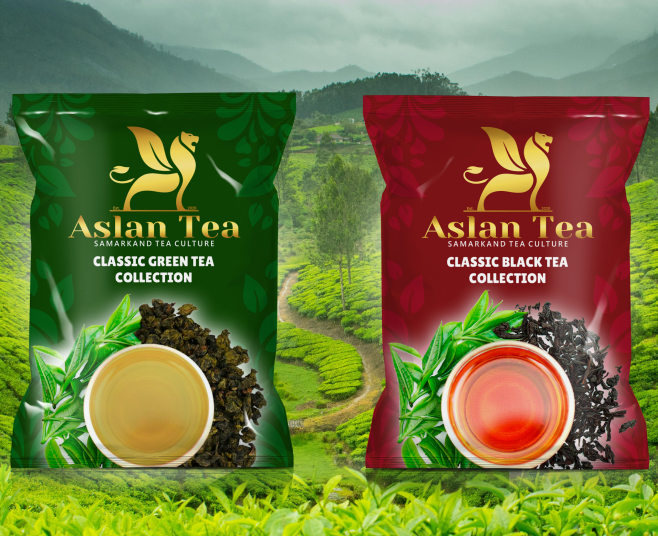 Aslan Tea
SAMARKAND TEA CULTURE
CLASSIC GREEN TEA
COLLECTION
Aslan Tea
SAMARKAND TEA CULTURE
CLASSIC BLACK TEA
COLLECTION